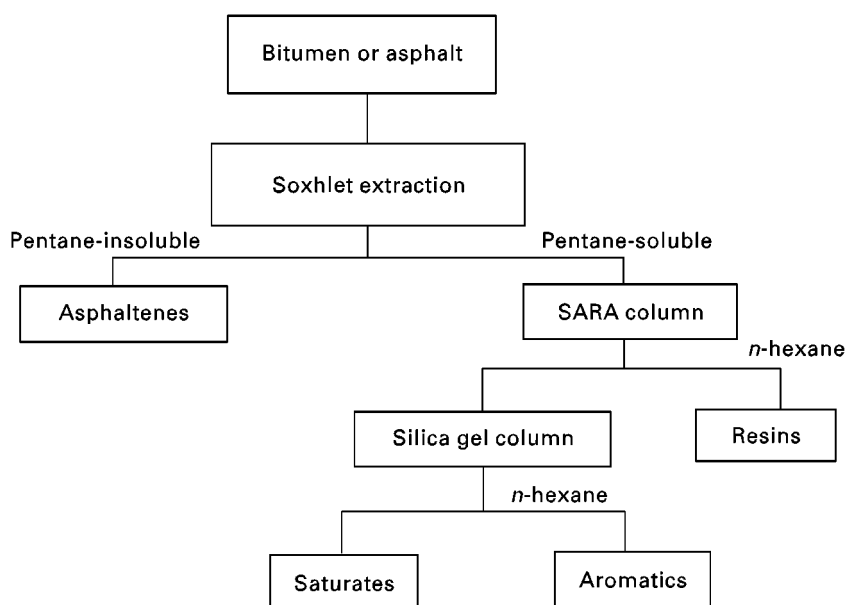 Bitumen or asphalt
Soxhlet extraction
Pentane-insoluble
Pentane-soluble
Asphaltenes
SARA column
n-hexane
Silica gel column
Resins
n-hexane
Saturates
Aromatics